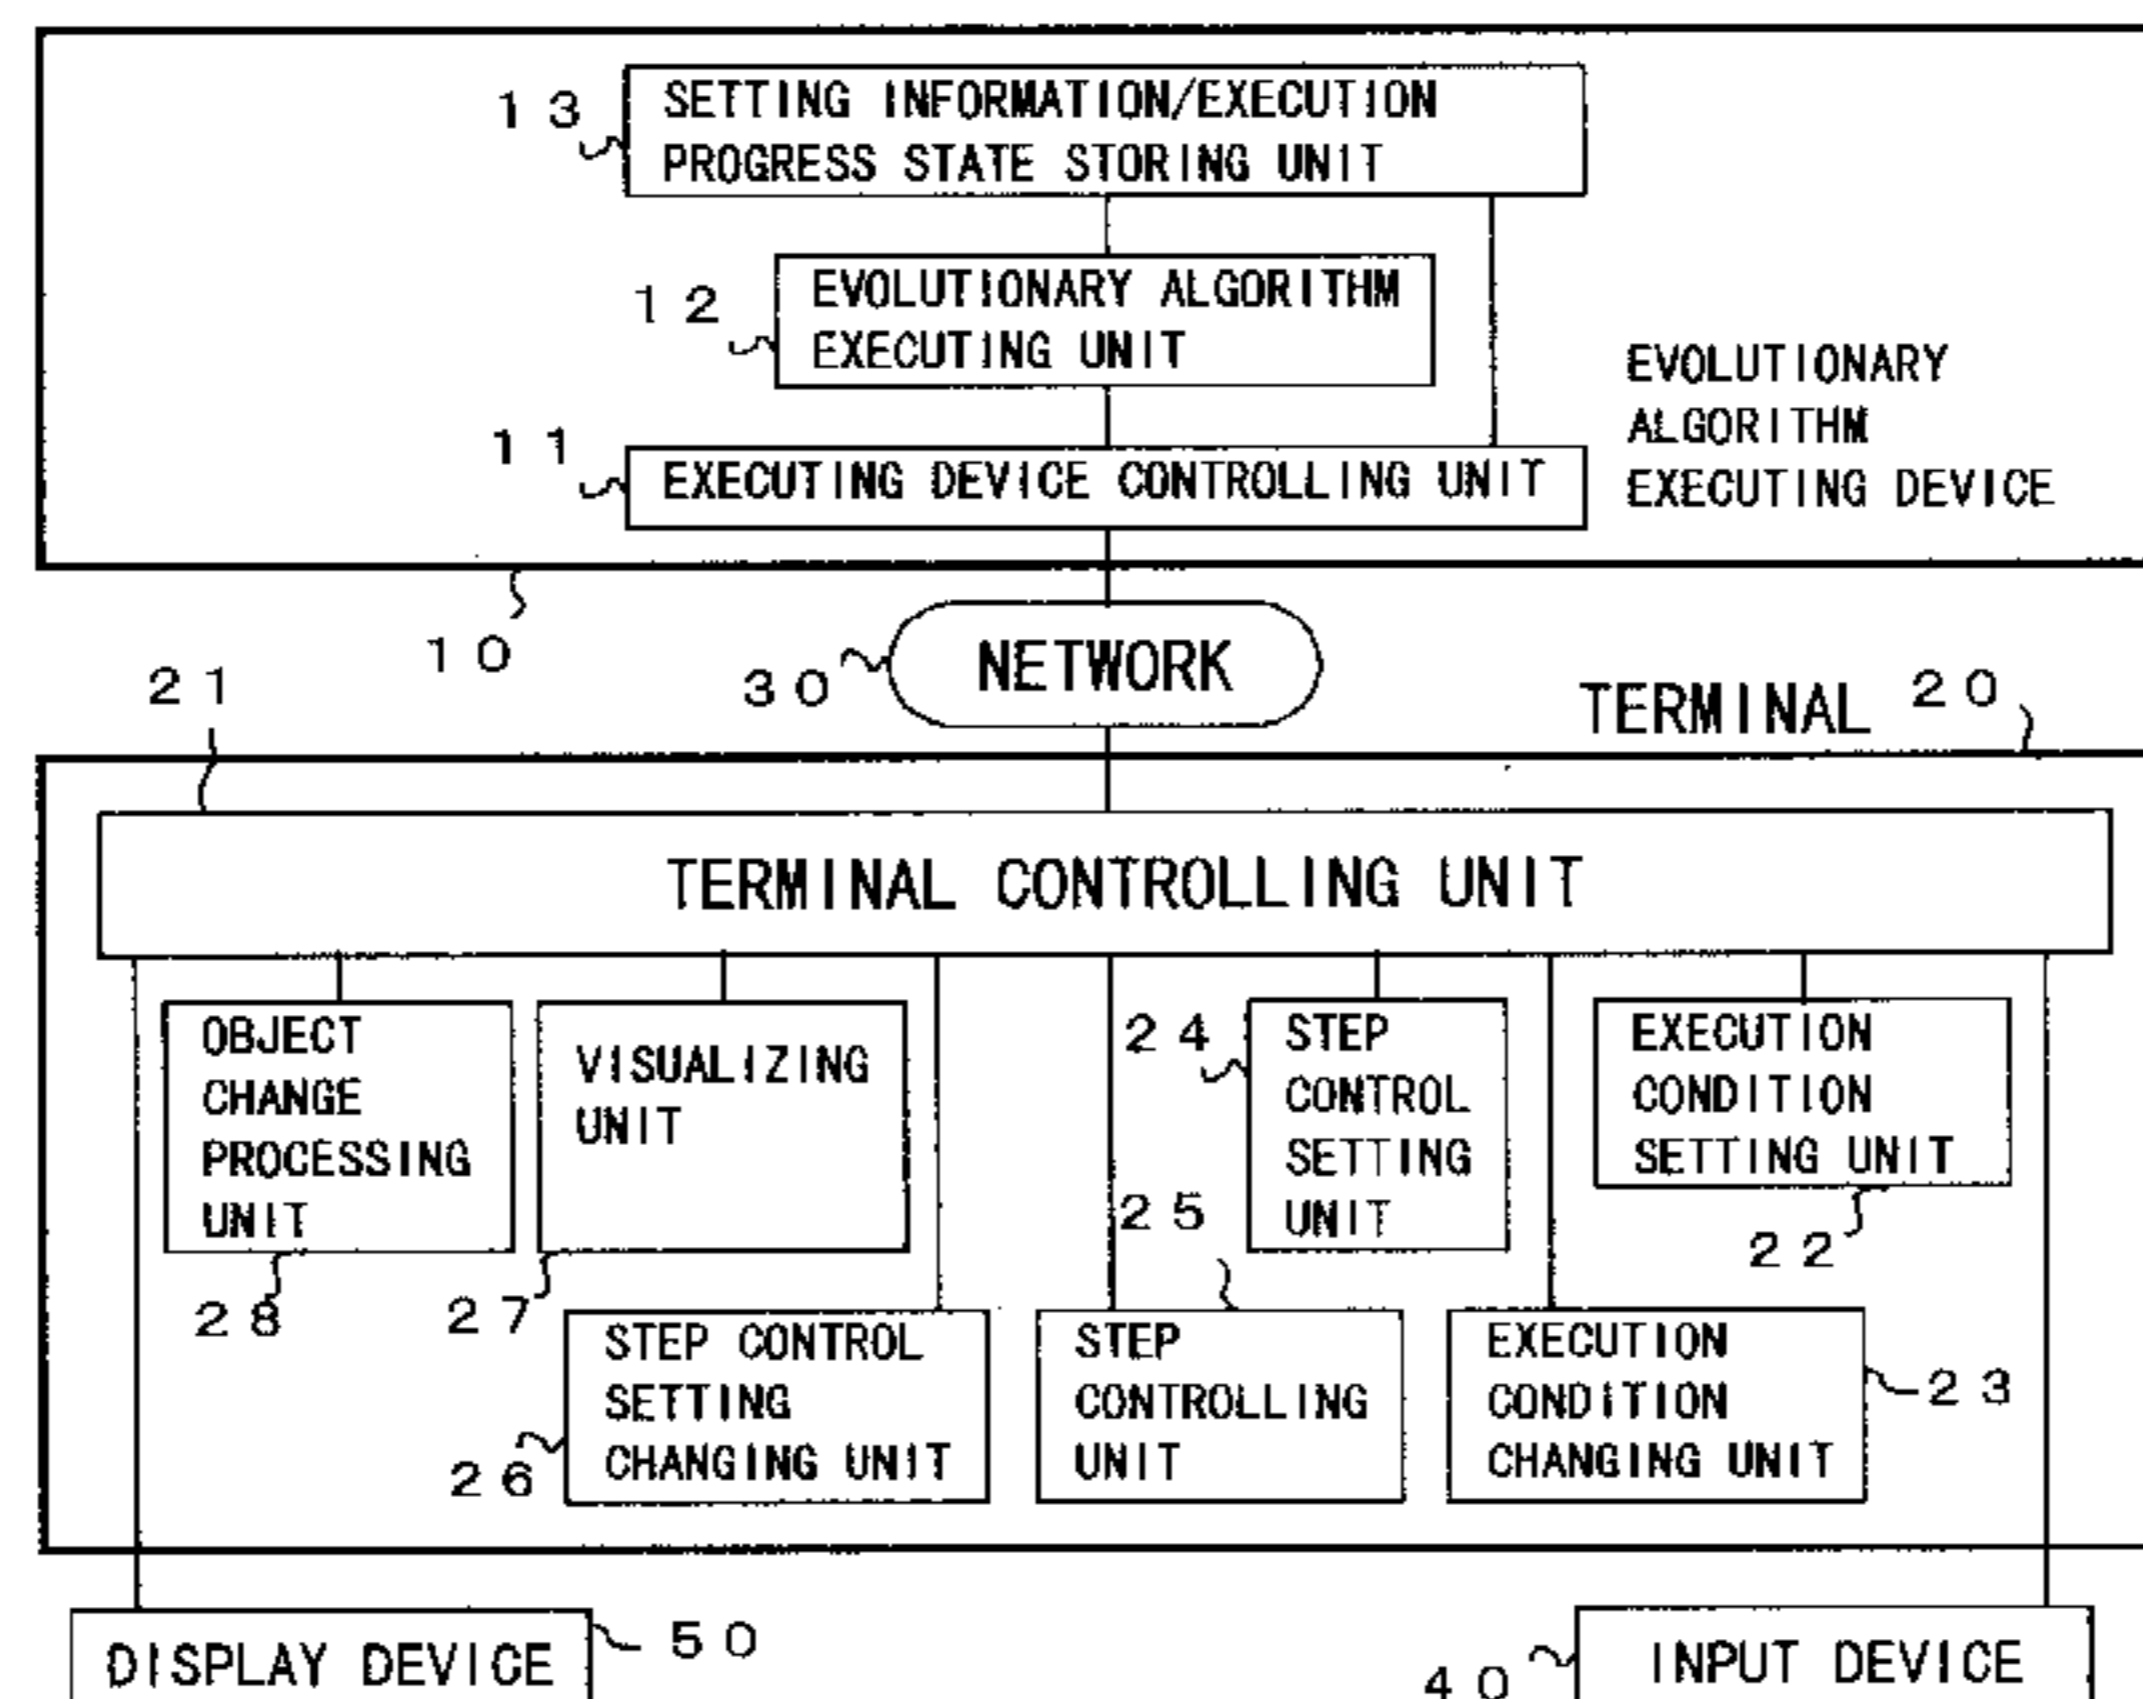 13
SETTING INFORMATION/EXECUTION
PROGRESS STATE STORING UNIT
12
EVOLUTIONARY ALGORITHM
EXECUTING UNIT
EVOLUTIONARY
ALGORITHM
EXECUTING DEVICE
11
EXECUTING DEVICE CONTROLLING UNIT
10
30
NETWORK
21
TERMINAL
20
TERMINAL CONTROLLING UNIT
OBJECT
CHANGE
PROCESSING
UNIT
28
VISUALIZING
UNIT
27
24
STEP
CONTROL
SETTING
UNIT
EXECUTION
CONDITION
SETTING UNIT
22
25
STEP CONTROL
SETTING
CHANGING UNIT
26
STEP
CONTROLLING
UNIT
EXECUTION
CONDITION
CHANGING UNIT
23
DISPLAY DEVICE
50
40
INPUT DEVICE